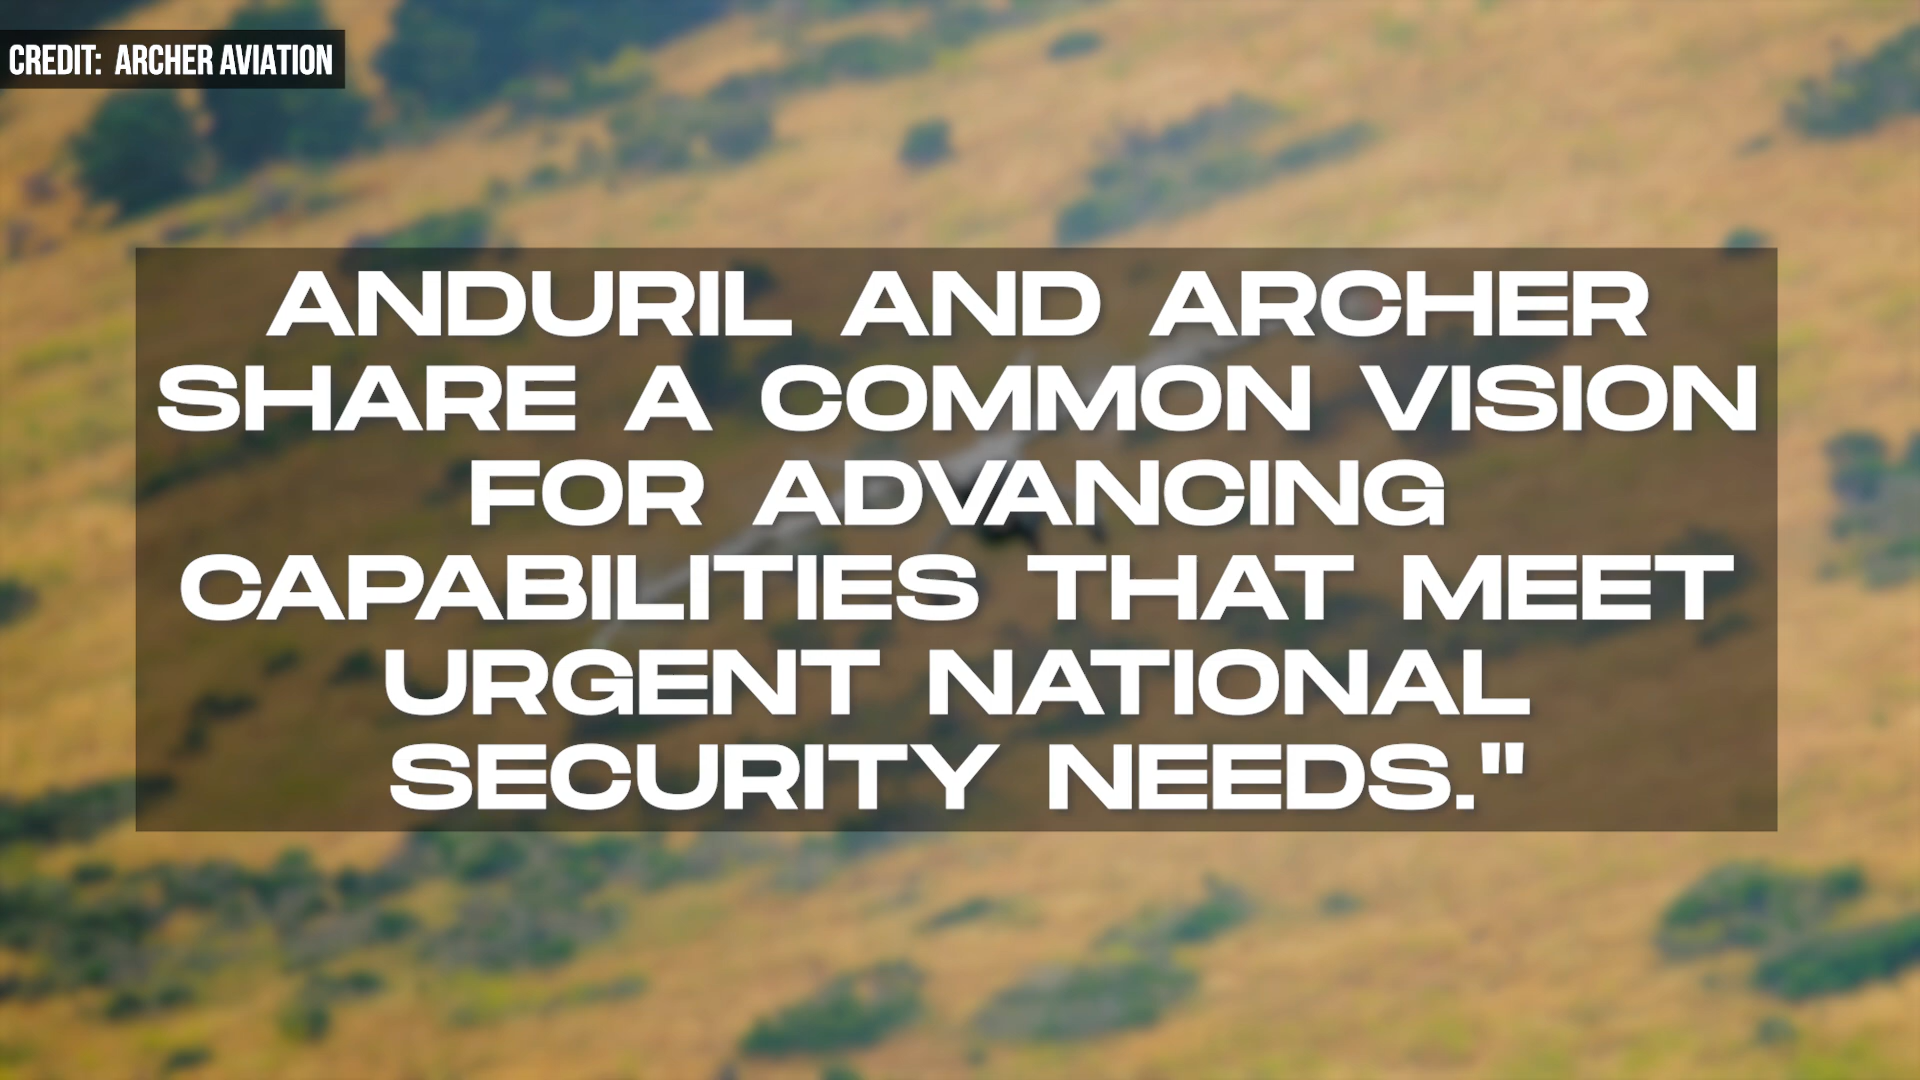 CREDIT: ARCHER AVIATION
ANDURIL AND ARCHER
SHARE A COMMON VISION
FOR ADVANCING
CAPABILITIES THAT MEET
URGENT NATIONAL
SECURITY NEEDS."